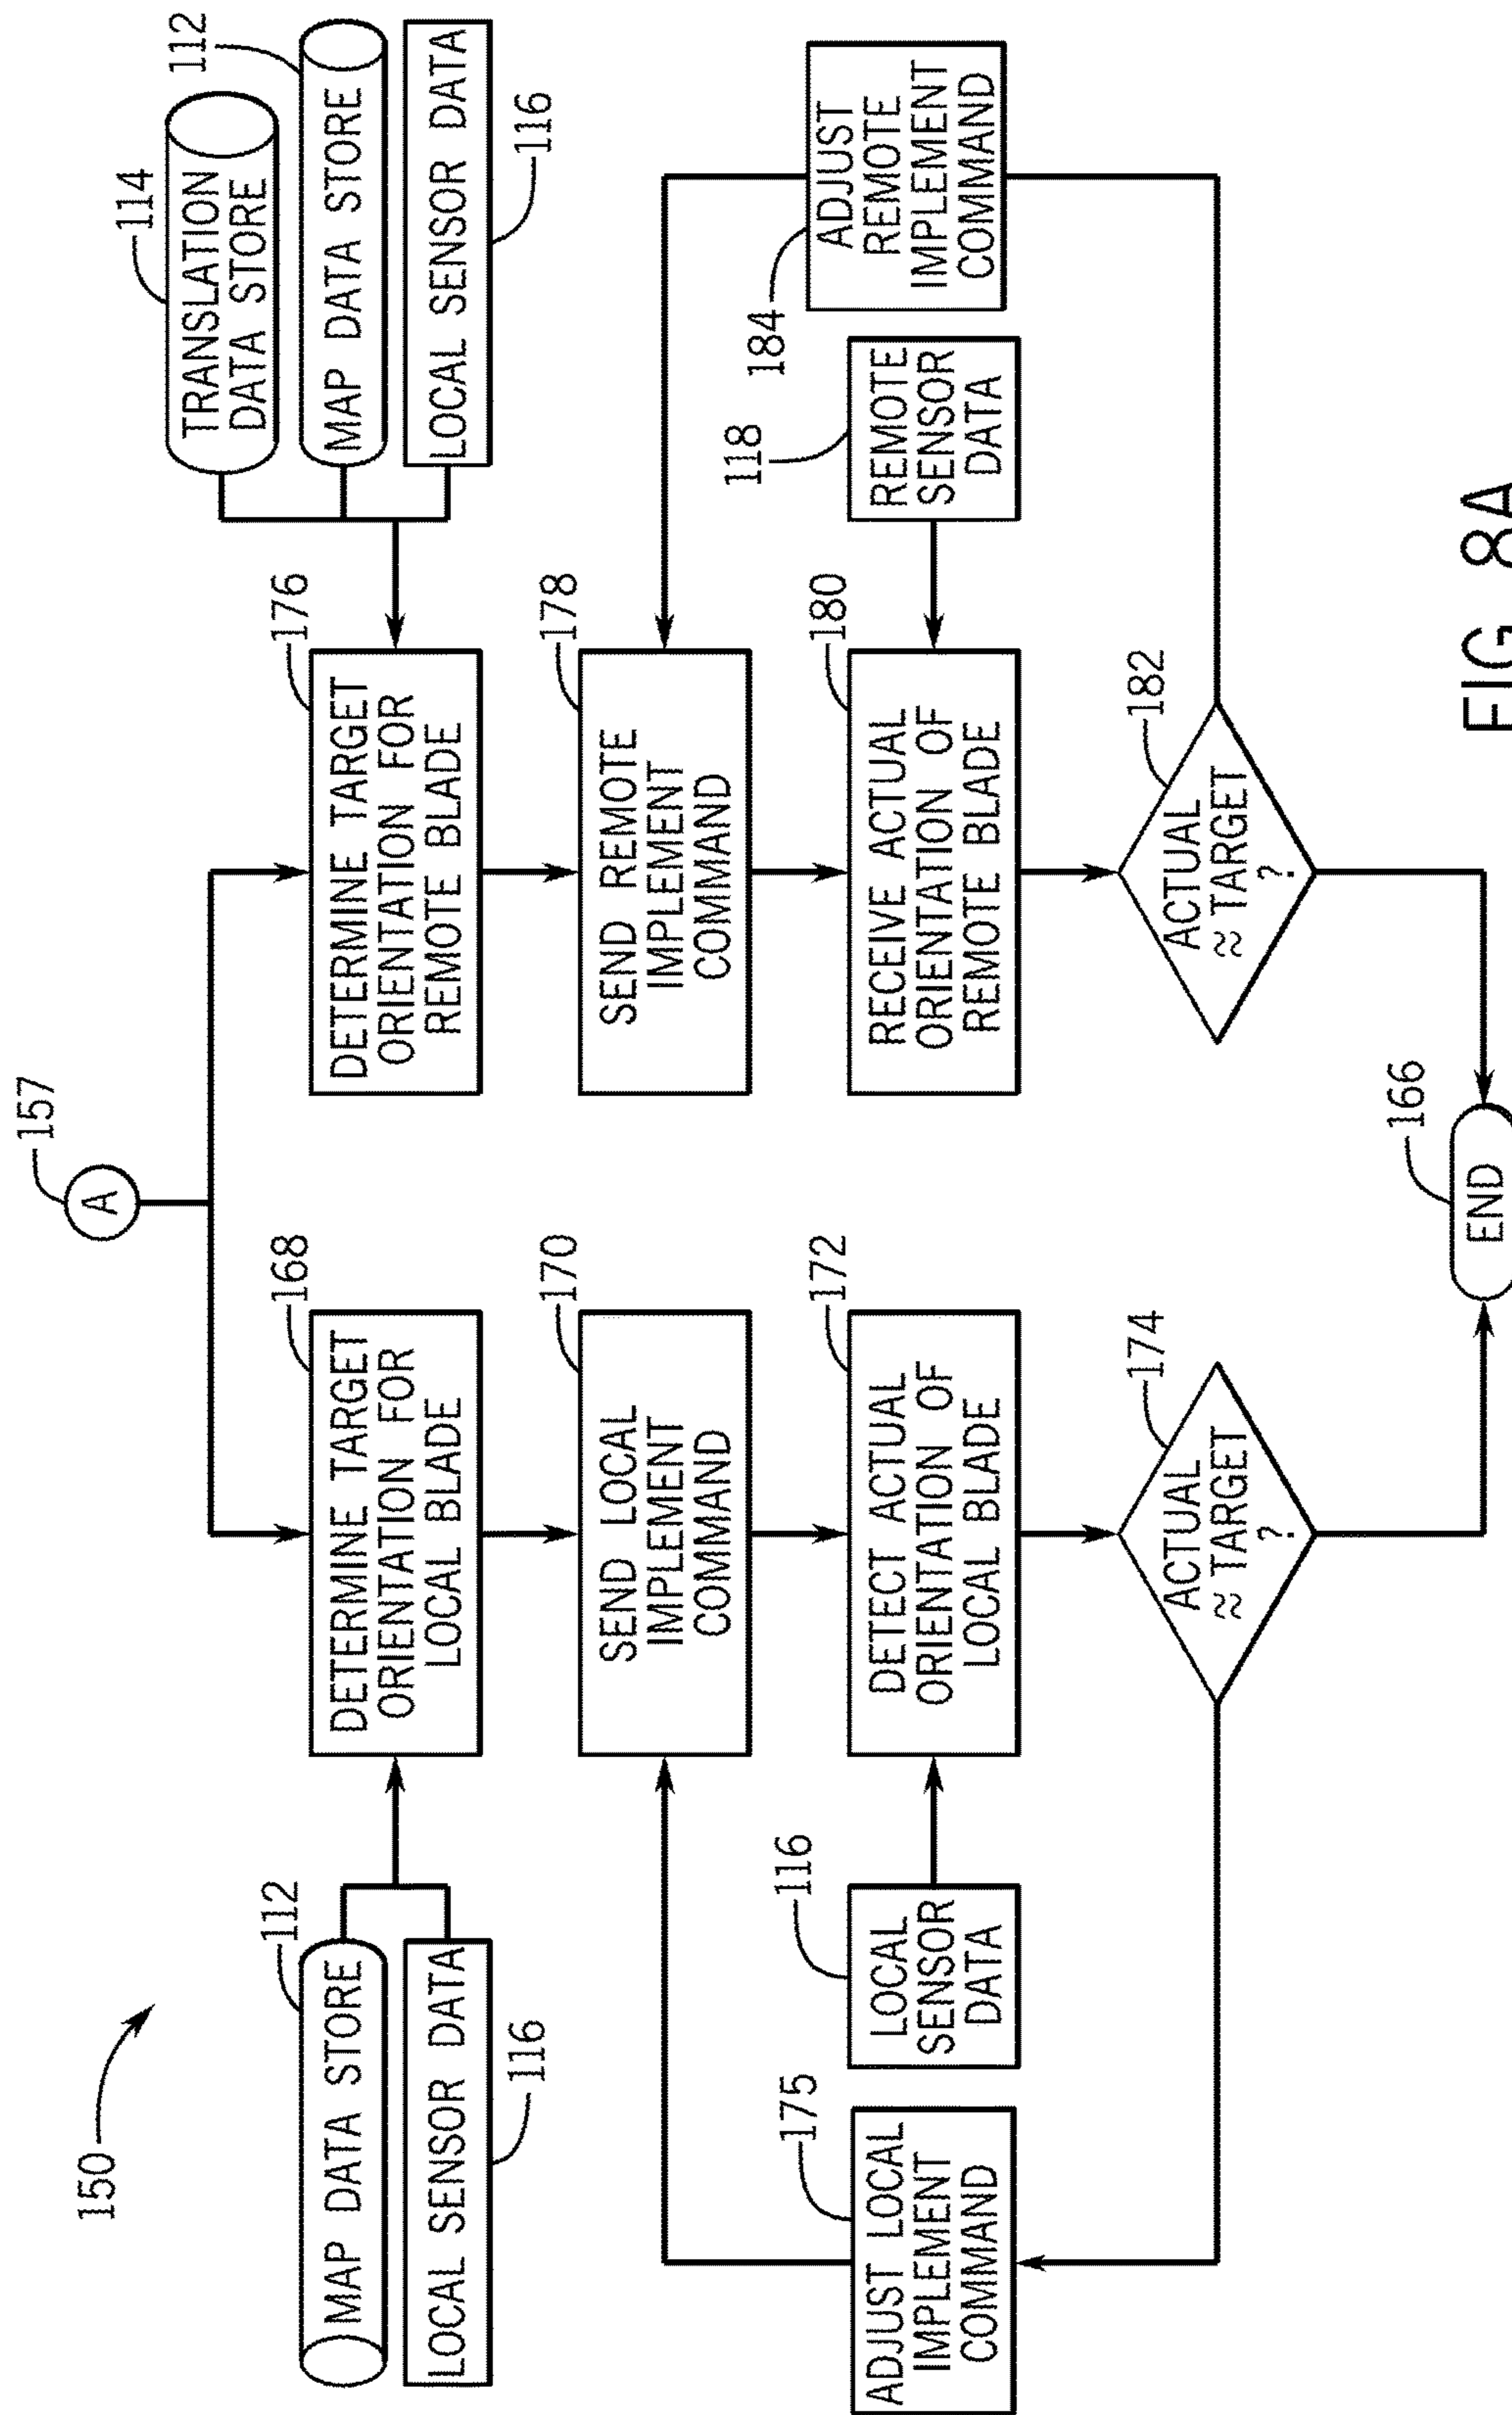 150
157
A
114
TRANSLATION
DATA STORE
112
MAP DATA STORE
LOCAL SENSOR DATA
116
112
MAP DATA STORE
LOCAL SENSOR DATA
116
168
DETERMINE TARGET
ORIENTATION FOR
LOCAL BLADE
176
DETERMINE TARGET
ORIENTATION FOR
REMOTE BLADE
170
SEND LOCAL
IMPLEMENT
COMMAND
178
SEND REMOTE
IMPLEMENT
COMMAND
175
ADJUST LOCAL
IMPLEMENT
COMMAND
116
LOCAL
SENSOR
DATA
172
DETECT ACTUAL
ORIENTATION OF
LOCAL BLADE
180
RECEIVE ACTUAL
ORIENTATION OF
REMOTE BLADE
118
REMOTE
SENSOR
DATA
184
ADJUST
REMOTE
IMPLEMENT
COMMAND
174
ACTUAL
≈ TARGET
?
182
ACTUAL
≈ TARGET
?
166
END
FIG 8A